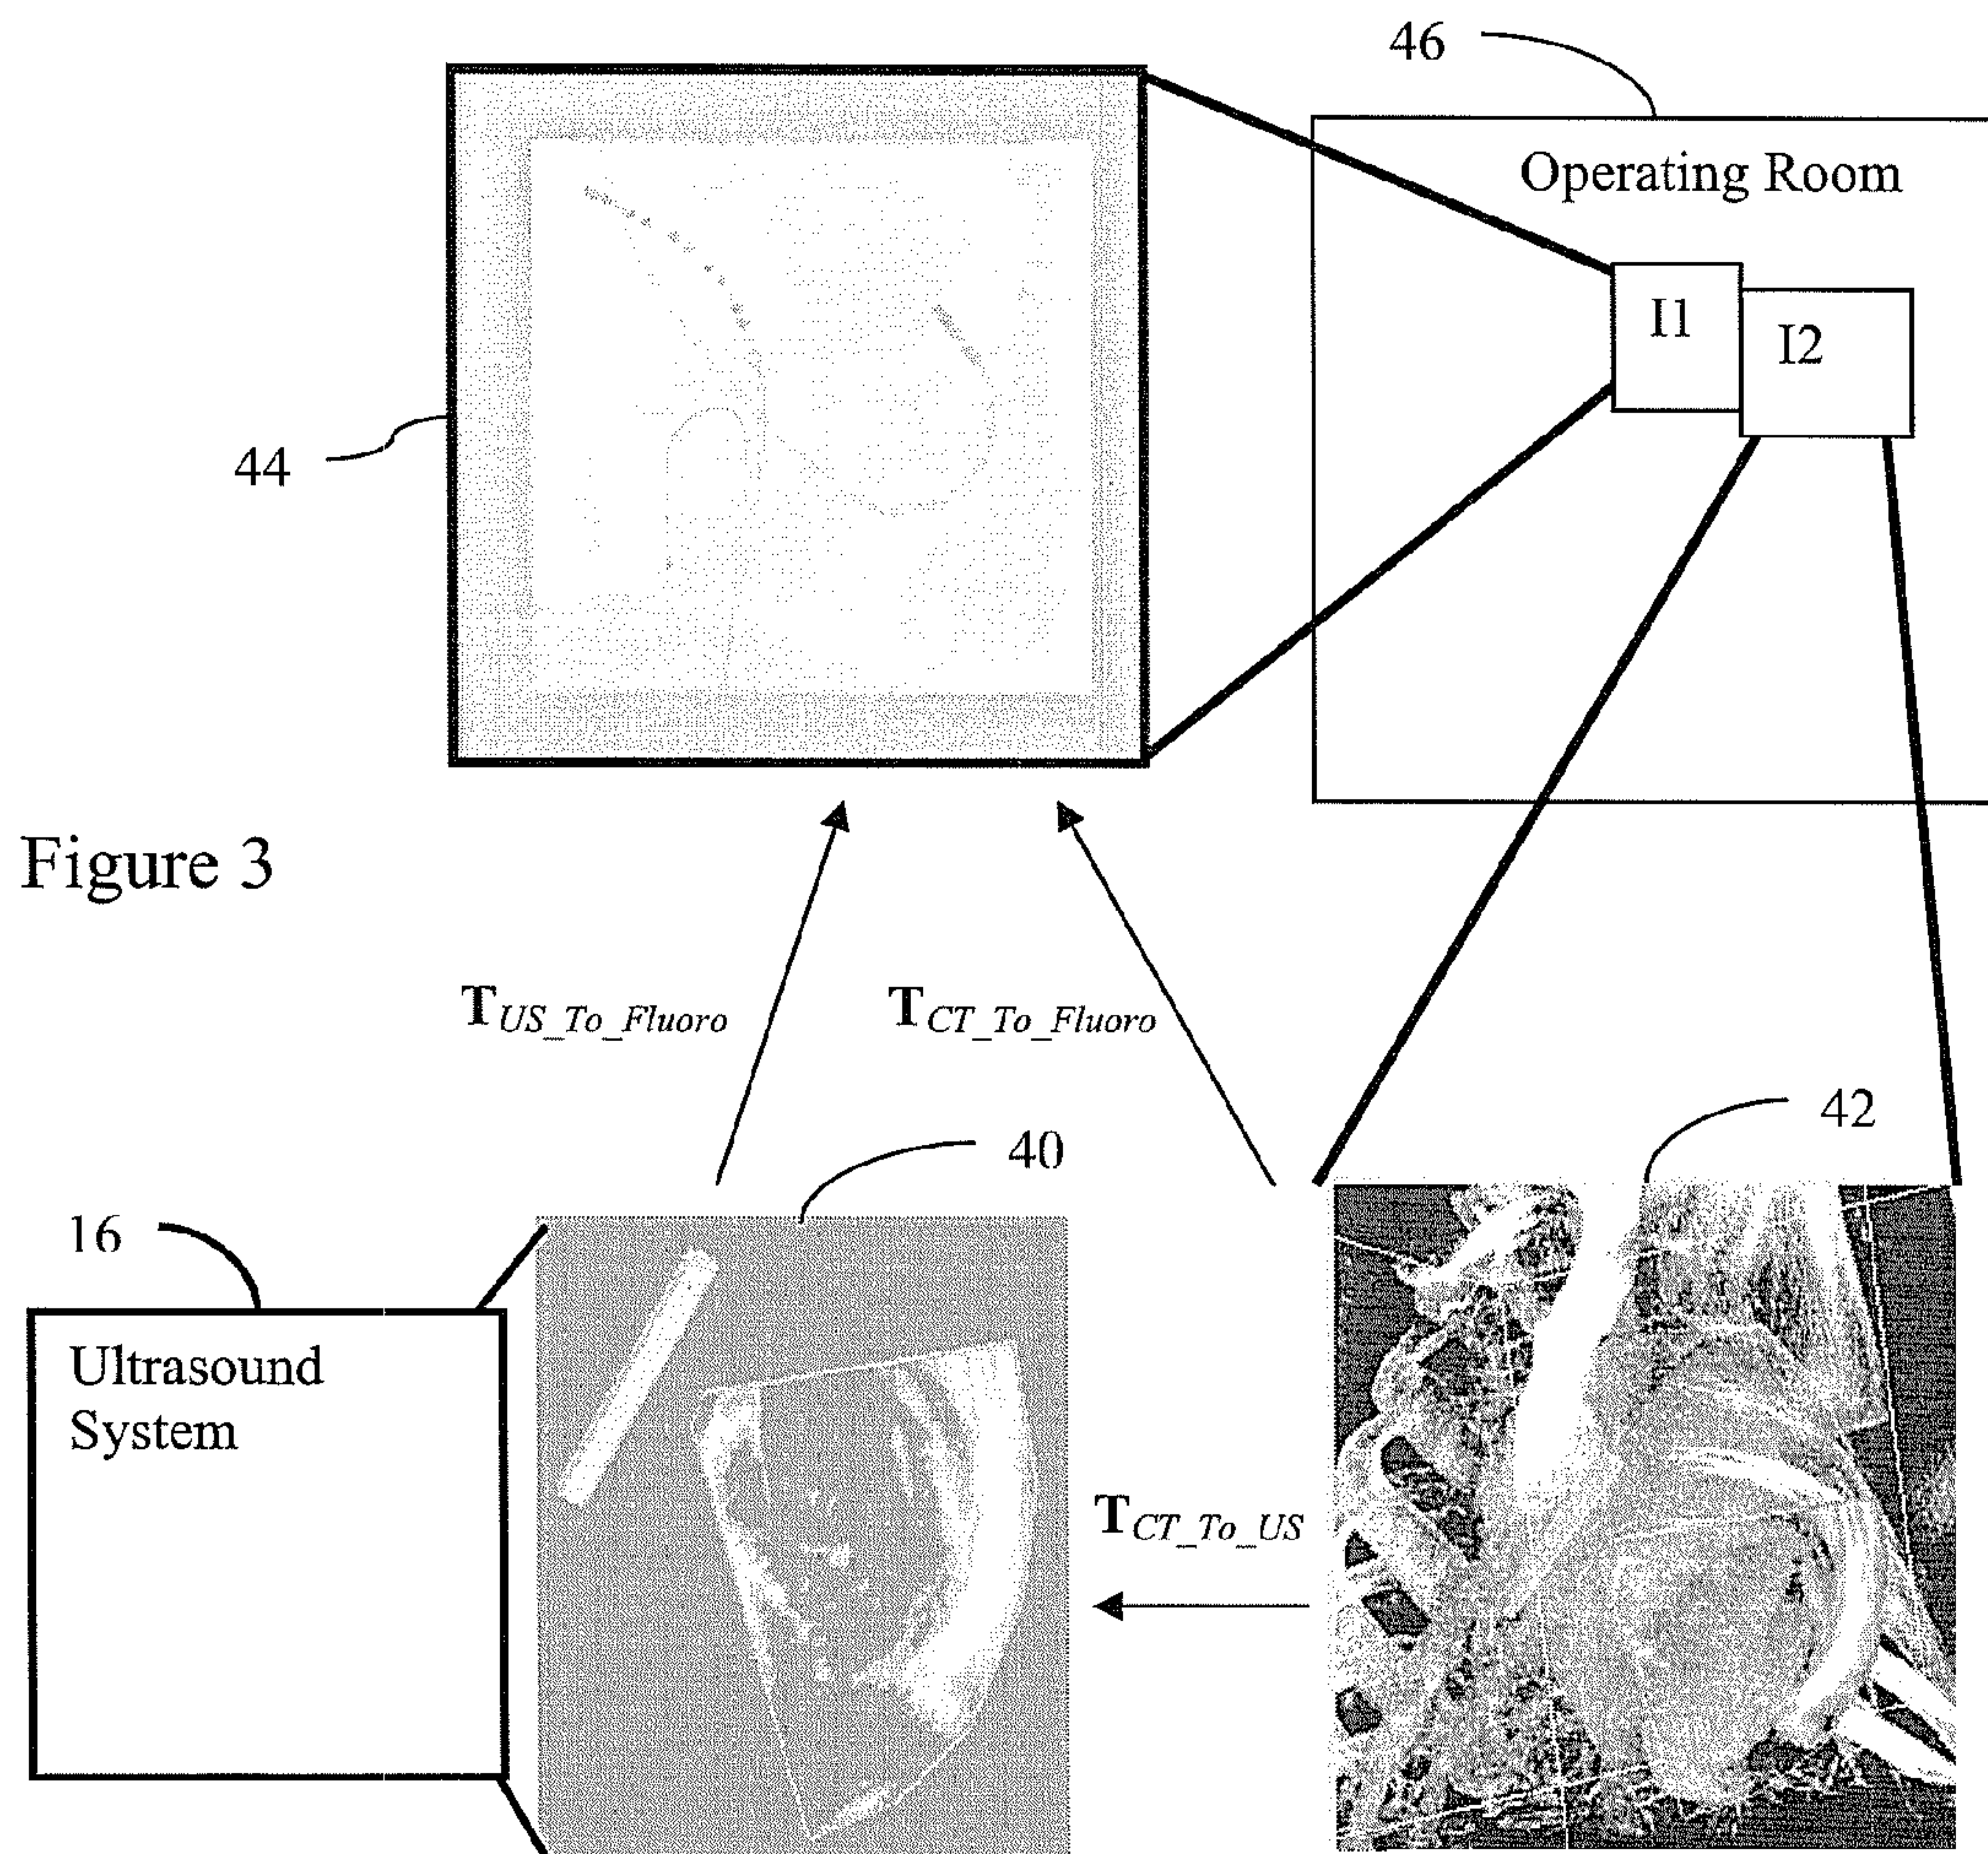 46
Operating Room
I1
I2
44
Figure 3
T_US_To_Fluoro
T_CT_To_Fluoro
42
40
16
Ultrasound
System
T_CT_To_US